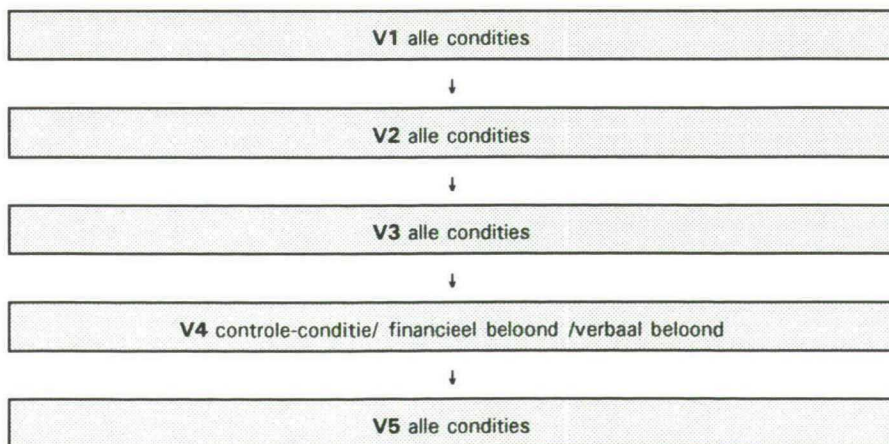 V1 alle condities
↓
V2 alle condities
↓
V3 alle condities
↓
V4 controle-conditie/ financieel beloond /verbaal beloond
↓
V5 alle condities